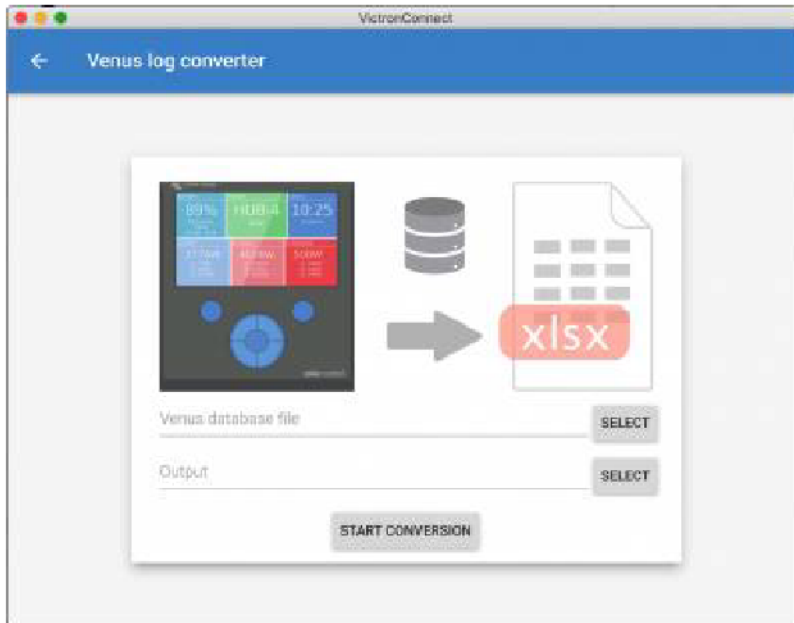 VictronConnect
Venus log converter
89% HUB-4 10:25
xlsx
Venus database file
SELECT
Output
SELECT
START CONVERSION